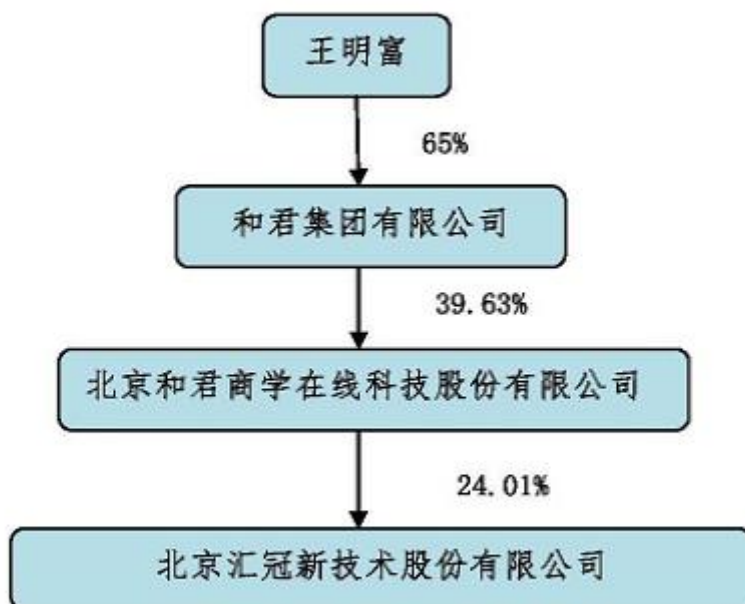 王明富
65%
和君集团有限公司
39.63%
北京和君商学在线科技股份有限公司
24.01%
北京汇冠新技术股份有限公司